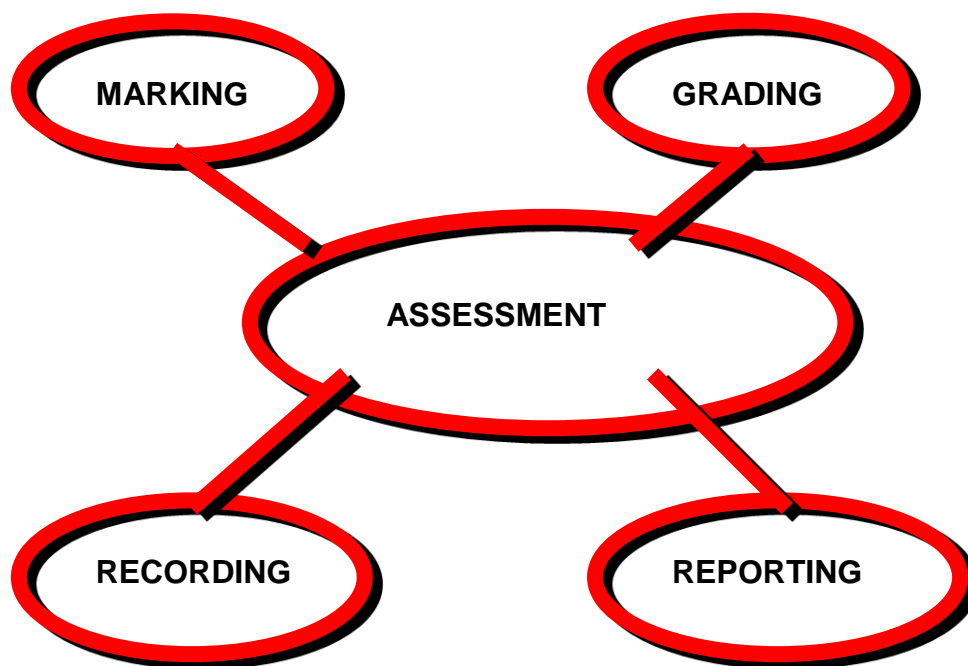 MARKING
GRADING
ASSESSMENT
RECORDING
REPORTING